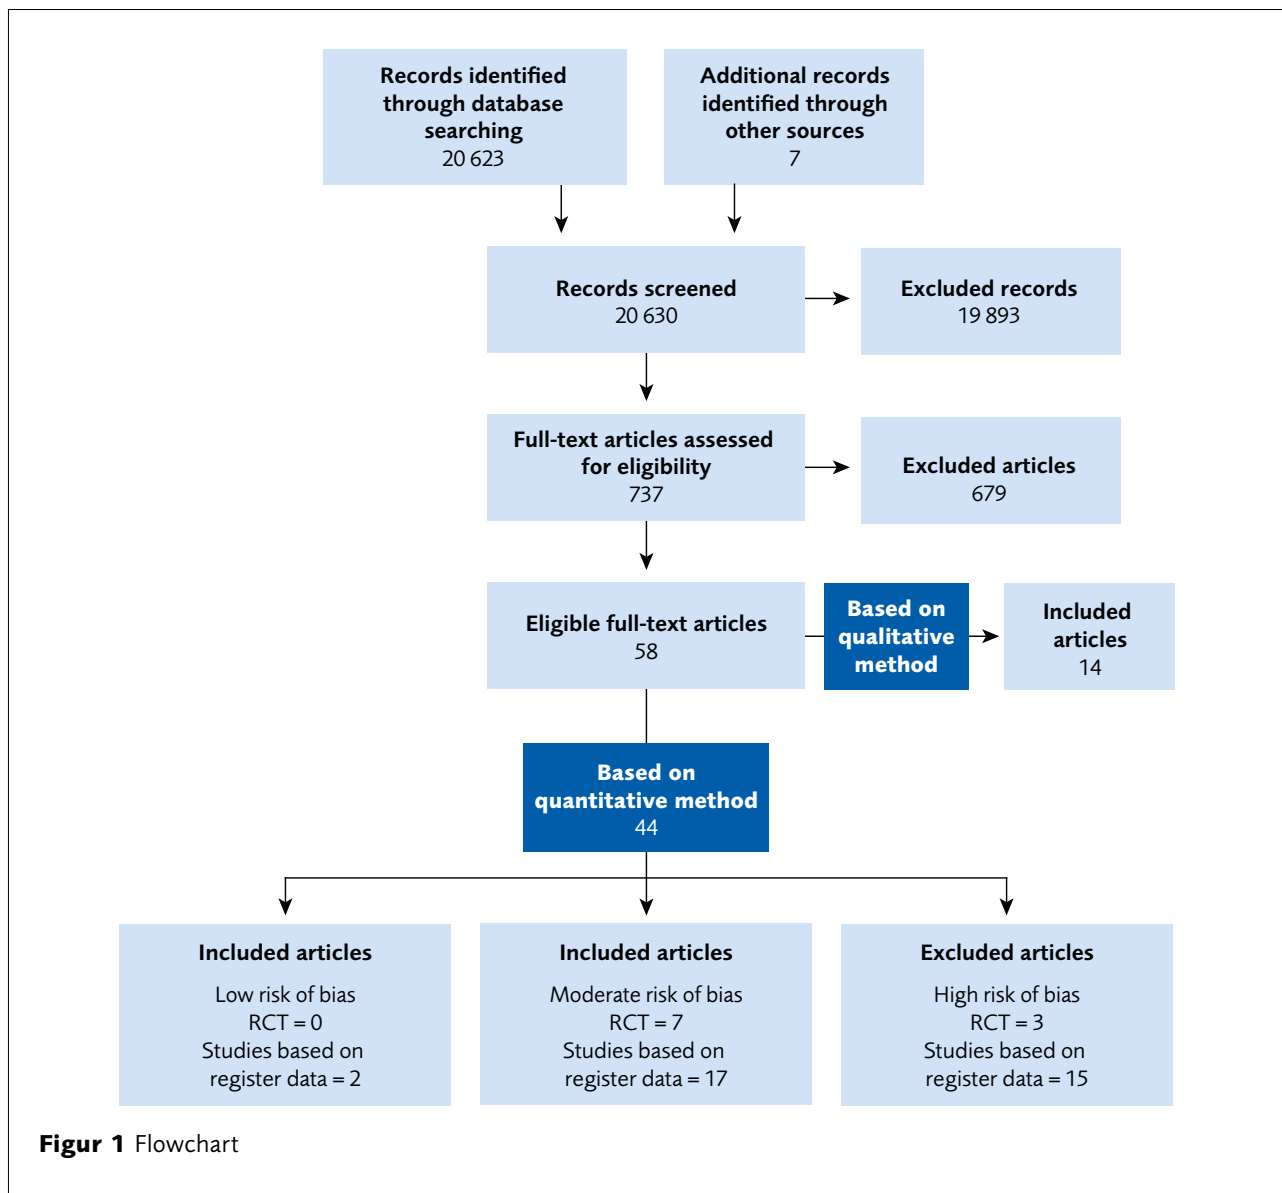 Records identified
through database
searching
20 623
Additional records
identified through
other sources
7
Records screened
20 630
Excluded records
19 893
Full-text articles assessed
for eligibility
737
Excluded articles
679
Eligible full-text articles
58
Based on
qualitative
method
Included
articles
14
Based on
quantitative method
44
Included articles
Low risk of bias
RCT = 0
Studies based on
register data = 2
Included articles
Moderate risk of bias
RCT = 7
Studies based on
register data = 17
Excluded articles
High risk of bias
RCT = 3
Studies based on
register data = 15
Figur 1 Flowchart